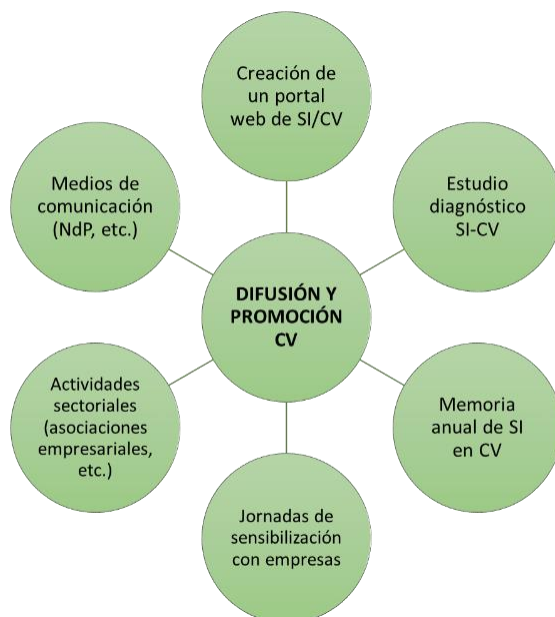 Creación de
un portal
web de SI/CV
Estudio
diagnóstico
SI-CV
Memoria
anual de SI
en CV
Jornadas de
sensibilización
con empresas
Actividades
sectoriales
(asociaciones
empresariales,
etc.)
Medios de
comunicación
(NdP, etc.)
DIFUSIÓN Y
PROMOCIÓN
CV